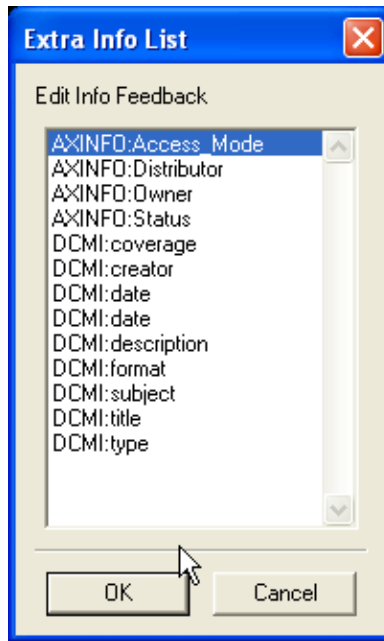 Extra Info List
Edit Info Feedback
AXINFO:Access_Mode
AXINFO:Distributor
AXINFO:Owner
AXINFO:Status
DCMI:coverage
DCMI:creator
DCMI:date
DCMI:date
DCMI:description
DCMI:format
DCMI:subject
DCMI:title
DCMI:type
OK Cancel